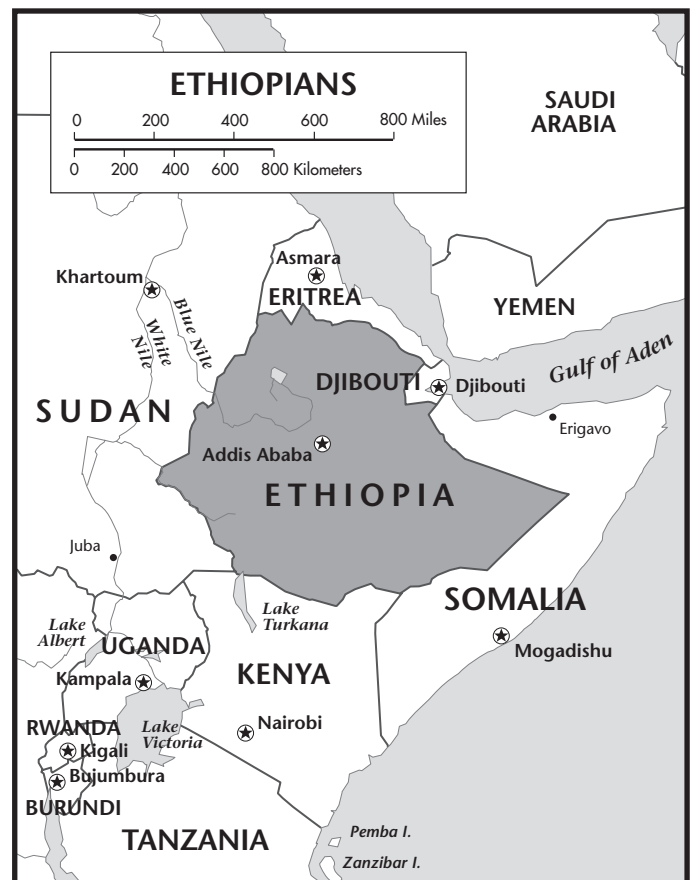 ETHIOPIANS
0 200 400 600 800 Miles
0 200 400 600 800 Kilometers
SAUDI
ARABIA
Asmara
ERITREA
Khartoum
Blue Nile
White
Nile
YEMEN
Gulf of Aden
DJIBOUTI
Djibouti
SUDAN
Erigavo
Addis Ababa
ETHIOPIA
Juba
Lake
Turkana
SOMALIA
Lake
Albert
UGANDA
Mogadishu
Kampala
KENYA
RWANDA
Lake
Victoria
Nairobi
Kigali
Bujumbura
BURUNDI
TANZANIA
Pemba I.
Zanzibar I.